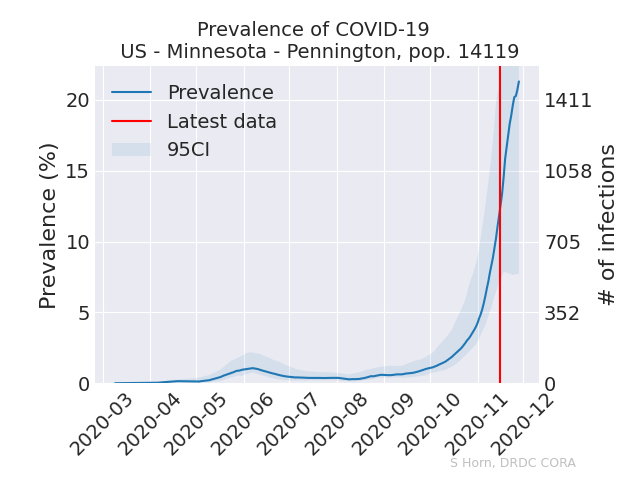 Prevalence of COVID-19
US - Minnesota - Pennington, pop. 14119
Prevalence
Latest data
95CI
Prevalence (%)
20
15
10
5
0
1411
1058
705
352
0
# of infections
2020-03
2020-04
2020-05
2020-06
2020-07
2020-08
2020-09
2020-10
2020-11
2020-12
S Horn, DRDC CORA